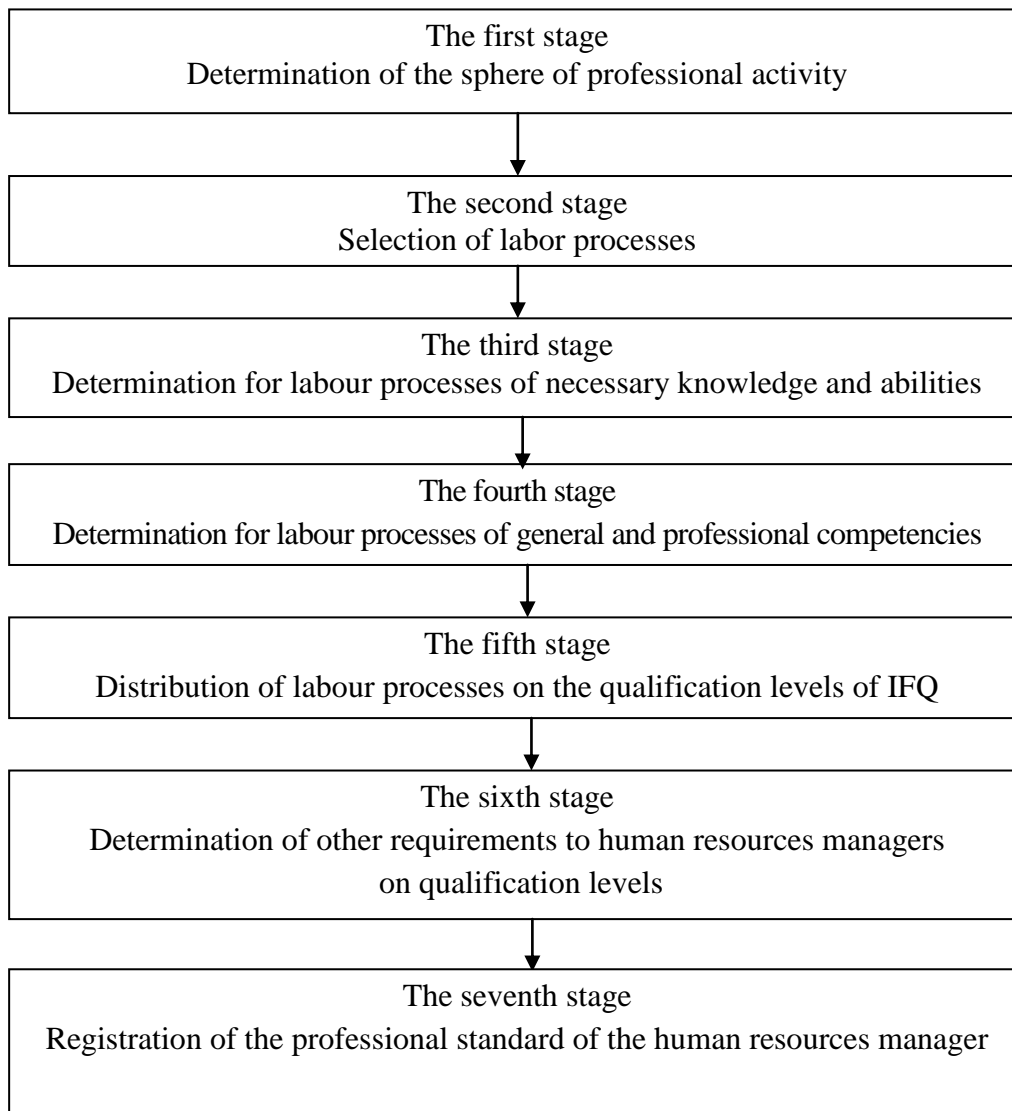 The first stage
Determination of the sphere of professional activity
The second stage
Selection of labor processes
The third stage
Determination for labour processes of necessary knowledge and abilities
The fourth stage
Determination for labour processes of general and professional competencies
The fifth stage
Distribution of labour processes on the qualification levels of IFQ
The sixth stage
Determination of other requirements to human resources managers
on qualification levels
The seventh stage
Registration of the professional standard of the human resources manager